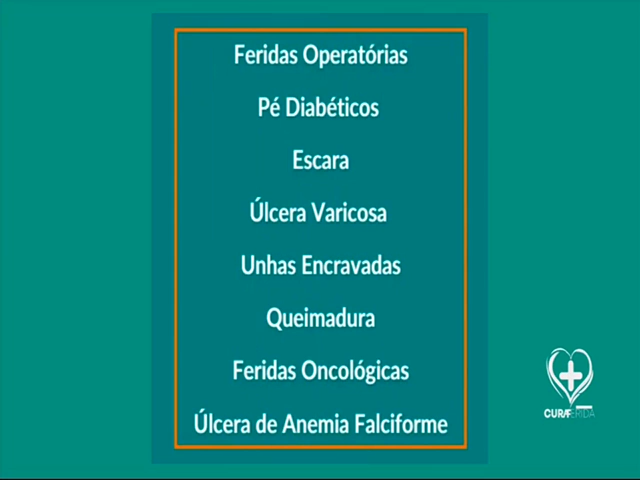 Feridas Operatórias
Pé Diabéticos
Escara
Úlcera Varicosa
Unhas Encravadas
Queimadura
Feridas Oncológicas
Úlcera de Anemia Falciforme
CURAFERIDA